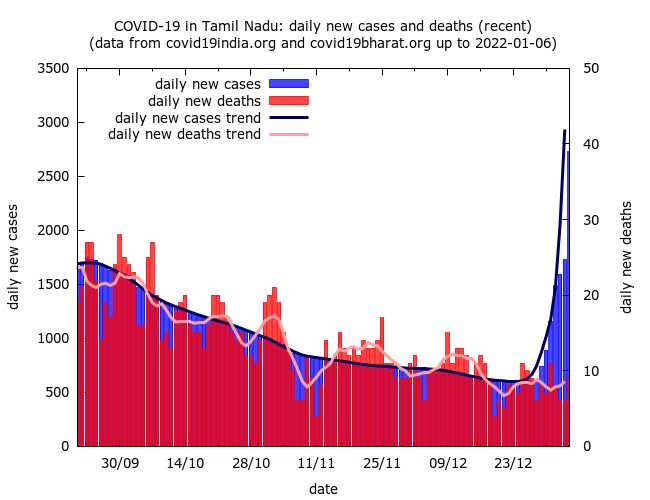 COVID-19 in Tamil Nadu: daily new cases and deaths (recent)
(data from covid19india.org and covid19bharat.org up to 2022-01-06)
daily new cases
daily new deaths
daily new cases trend
daily new deaths trend
3500
3000
2500
2000
1500
1000
500
0
50
40
30
20
10
0
daily new cases
daily new deaths
30/09 14/10 28/10 11/11 25/11 09/12 23/12
date